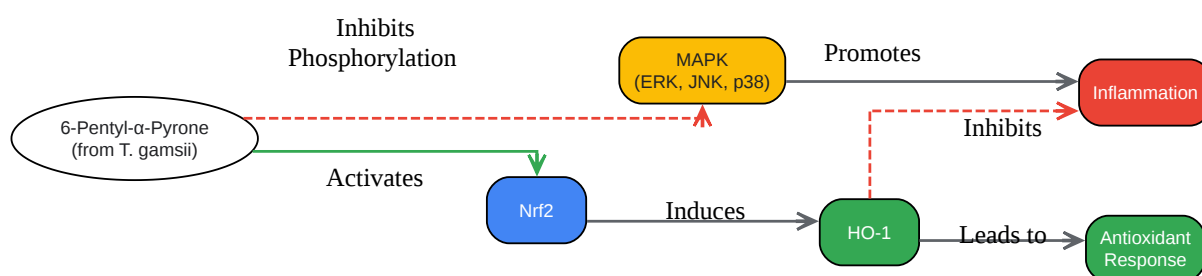 Inhibits
Phosphorylation
MAPK
(ERK, JNK, p38)
Promotes
Inflammation
6-Pentyl-α-Pyrone
(from T. gamsii)
Inhibits
Activates
Nrf2
Induces
HO-1
Leads to
Antioxidant
Response